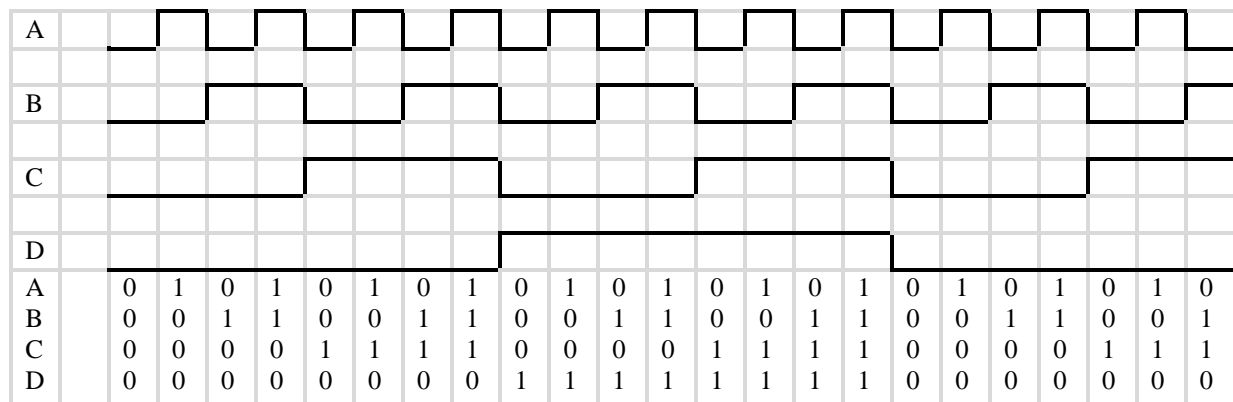 A
B
C
D
A 0 1 0 1 0 1 0 1 0 1 0 1 0 1 0 1 0 1 0 1 0 1 0
B 0 0 1 1 0 0 1 1 0 0 1 1 0 0 1 1 0 0 1 1 0 0 1
C 0 0 0 0 1 1 1 1 0 0 0 0 1 1 1 1 0 0 0 0 1 1 1
D 0 0 0 0 0 0 0 0 1 1 1 1 1 1 1 1 0 0 0 0 0 0 0